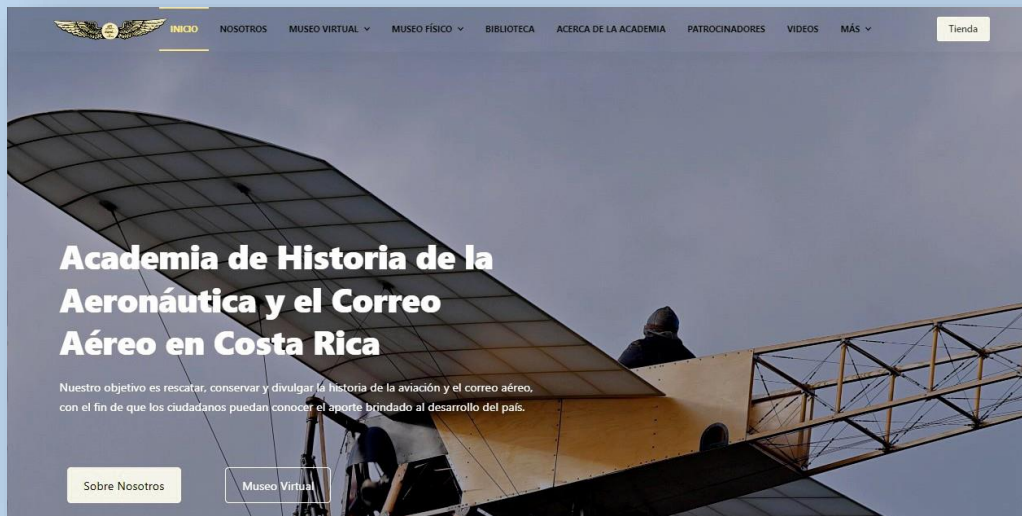 INICIO NOSOTROS MUSEO VIRTUAL MUSEO FÍSICO BIBLIOTECA ACERCA DE LA ACADEMIA PATROCINADORES VIDEOS MÁS Tienda
Academia de Historia de la
Aeronáutica y el Correo
Aéreo en Costa Rica
Nuestro objetivo es rescatar, conservar y divulgar la historia de la aviación y el correo aéreo,
con el fin de que los ciudadanos puedan conocer el aporte brindado al desarrollo del país.
Sobre Nosotros Museo Virtual